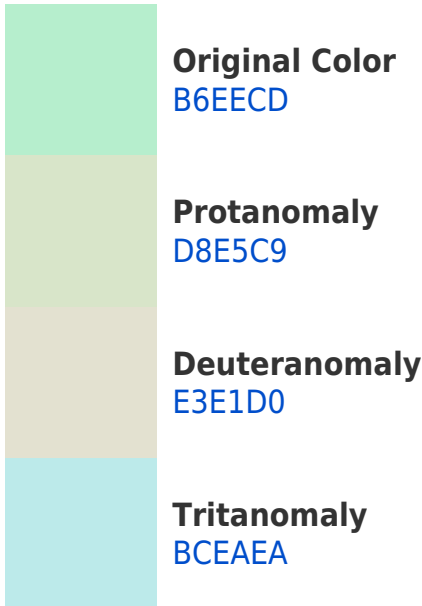 Original Color
B6EECD
Protanomaly
D8E5C9
Deuteranomaly
E3E1D0
Tritanomaly
BCEAEA